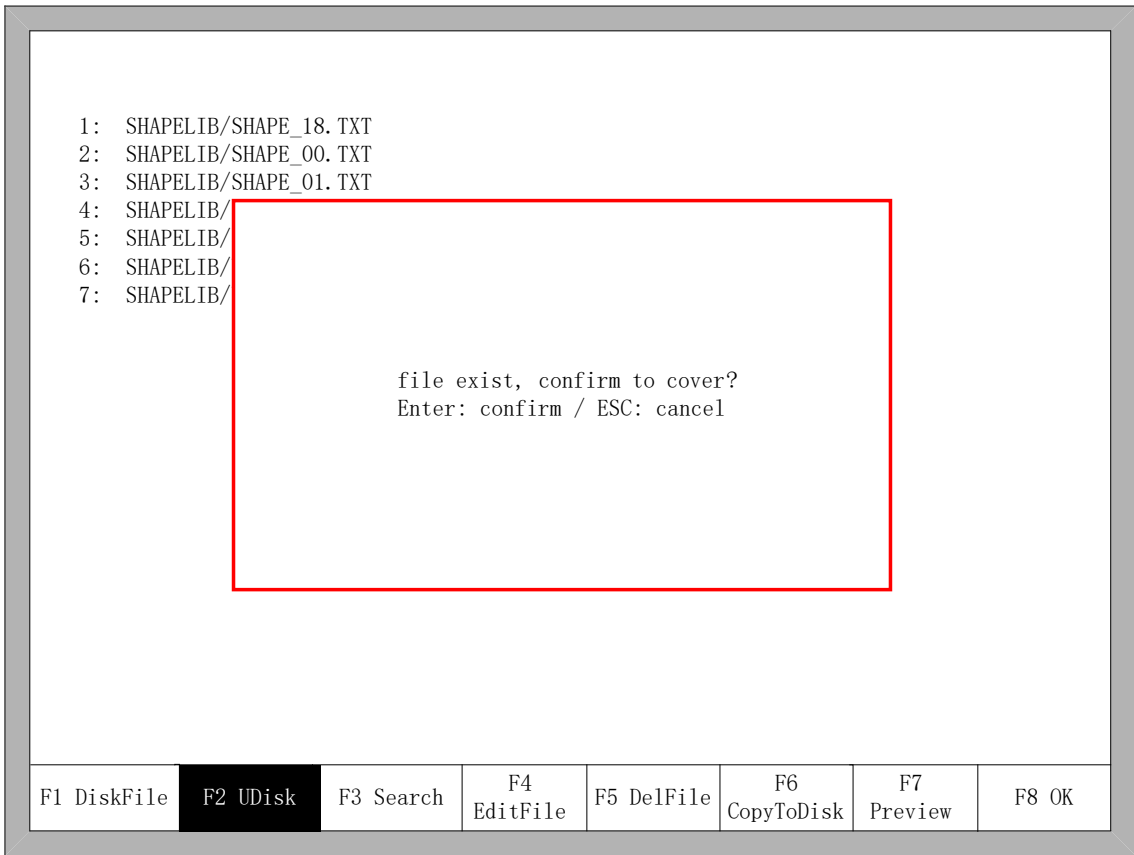 1: SHAPELIB/SHAPE_18.TXT
2: SHAPELIB/SHAPE_00.TXT
3: SHAPELIB/SHAPE_01.TXT
4: SHAPELIB/
5: SHAPELIB/
6: SHAPELIB/
7: SHAPELIB/
file exist, confirm to cover?
Enter: confirm / ESC: cancel
F1 DiskFile
F2 UDisk
F3 Search
F4
EditFile
F5 DelFile
F6
CopyToDisk
F7
Preview
F8 OK